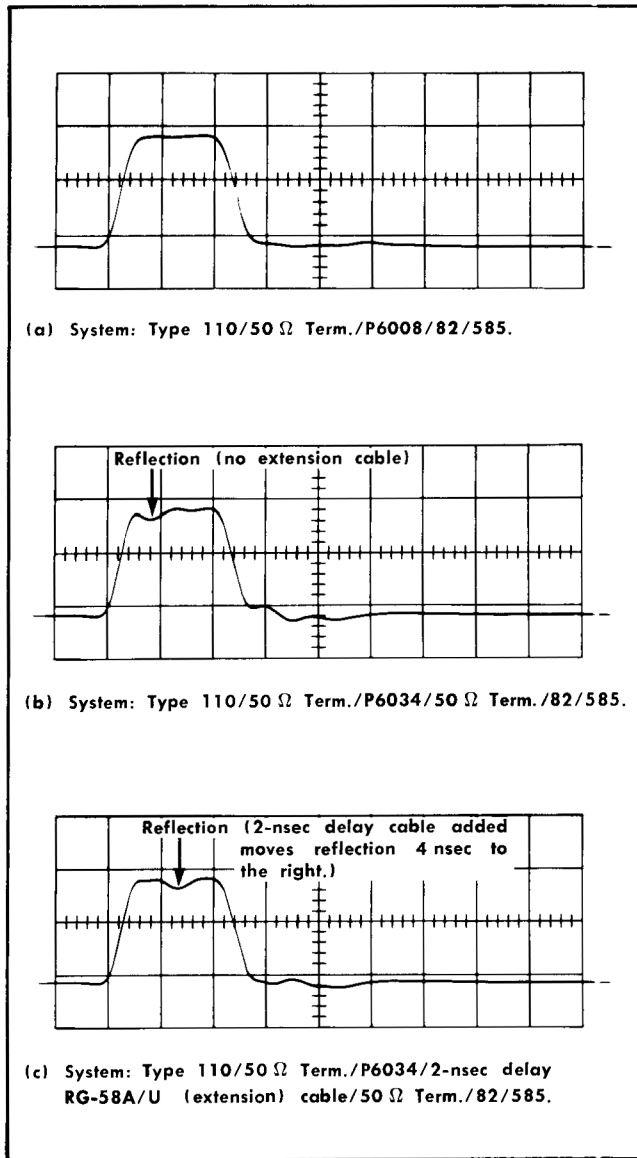 (a) System: Type 110/50 Ω Term./P6008/82/585.
Reflection (no extension cable)
(b) System: Type 110/50 Ω Term./P6034/50 Ω Term./82/585.
Reflection (2-nsec delay cable added
moves reflection 4 nsec to
the right.)
(c) System: Type 110/50 Ω Term./P6034/2-nsec delay
RG-58A/U (extension) cable/50 Ω Term./82/585.